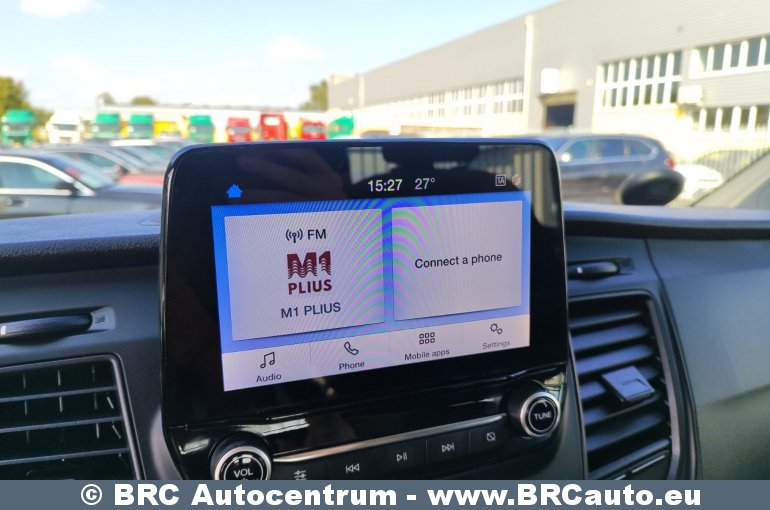 15:27 27° TA
FM
M1
PLIUS
M1 PLIUS
Connect a phone
Audio
Phone
Mobile apps
Settings
VOL
TUNE
© BRC Autocentrum - www.BRCauto.eu